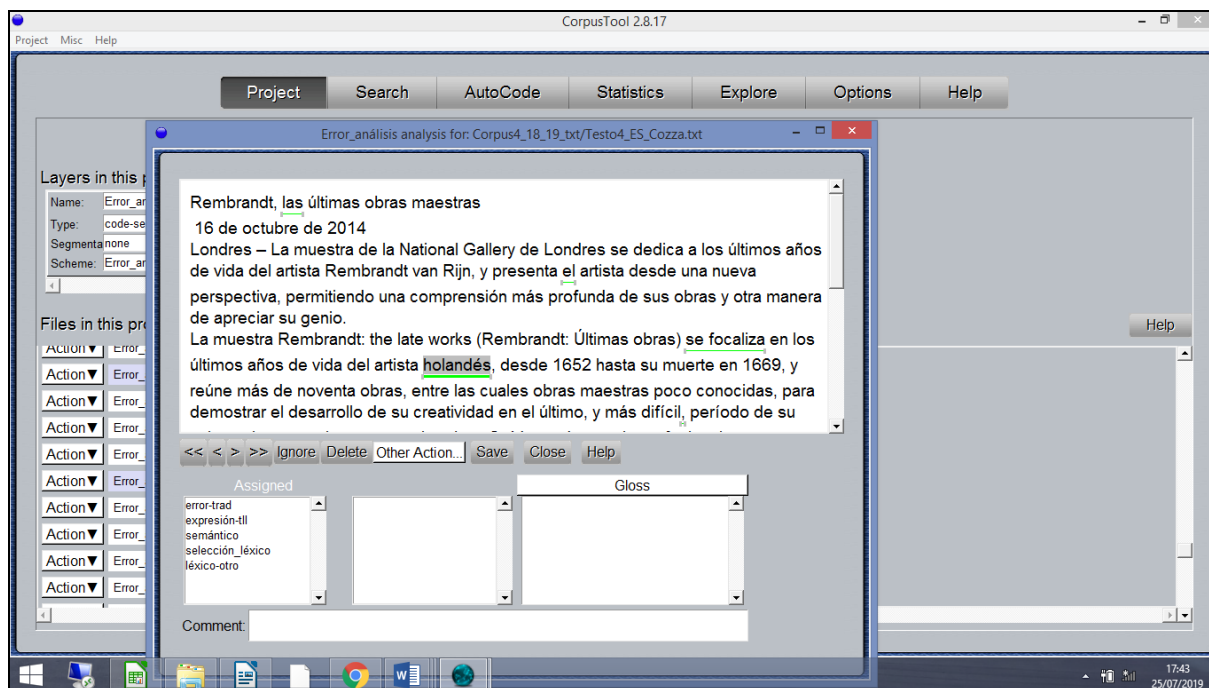 CorpusTool 2.8.17
Project Misc Help
Project Search AutoCode Statistics Explore Options Help
Error_análisis analysis for: Corpus4_18_19_txt/Testo4_ES_Cozza.txt
Layers in this p
Name: Error_an
Type: code-se
Segmenta none
Scheme: Error_an
Files in this pro
Help
Action▼ Error_
Action▼ Error_
Action▼ Error_
Action▼ Error_
Action▼ Error_
Action▼ Error_
Action▼ Error_
Action▼ Error_
Action▼ Error_
Action▼ Error_
Rembrandt, las últimas obras maestras
16 de octubre de 2014
Londres – La muestra de la National Gallery de Londres se dedica a los últimos años
de vida del artista Rembrandt van Rijn, y presenta el artista desde una nueva
perspectiva, permitiendo una comprensión más profunda de sus obras y otra manera
de apreciar su genio.
La muestra Rembrandt: the late works (Rembrandt: Últimas obras) se focaliza en los
últimos años de vida del artista holandés, desde 1652 hasta su muerte en 1669, y
reúne más de noventa obras, entre las cuales obras maestras poco conocidas, para
demostrar el desarrollo de su creatividad en el último, y más difícil, período de su
<< < > >> Ignore Delete Other Action... Save Close Help
Assigned
Gloss
error-trad
expresión-tll
semántico
selección_léxico
léxico-otro
Comment:
17:43
25/07/2019